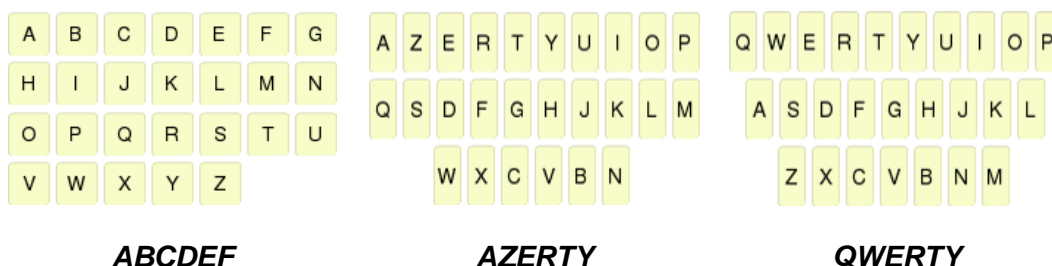 A B C D E F G
H I J K L M N
O P Q R S T U
V W X Y Z
ABCDEF
A Z E R T Y U I O P
Q S D F G H J K L M
W X C V B N
AZERTY
Q W E R T Y U I O P
A S D F G H J K L
Z X C V B N M
QWERTY